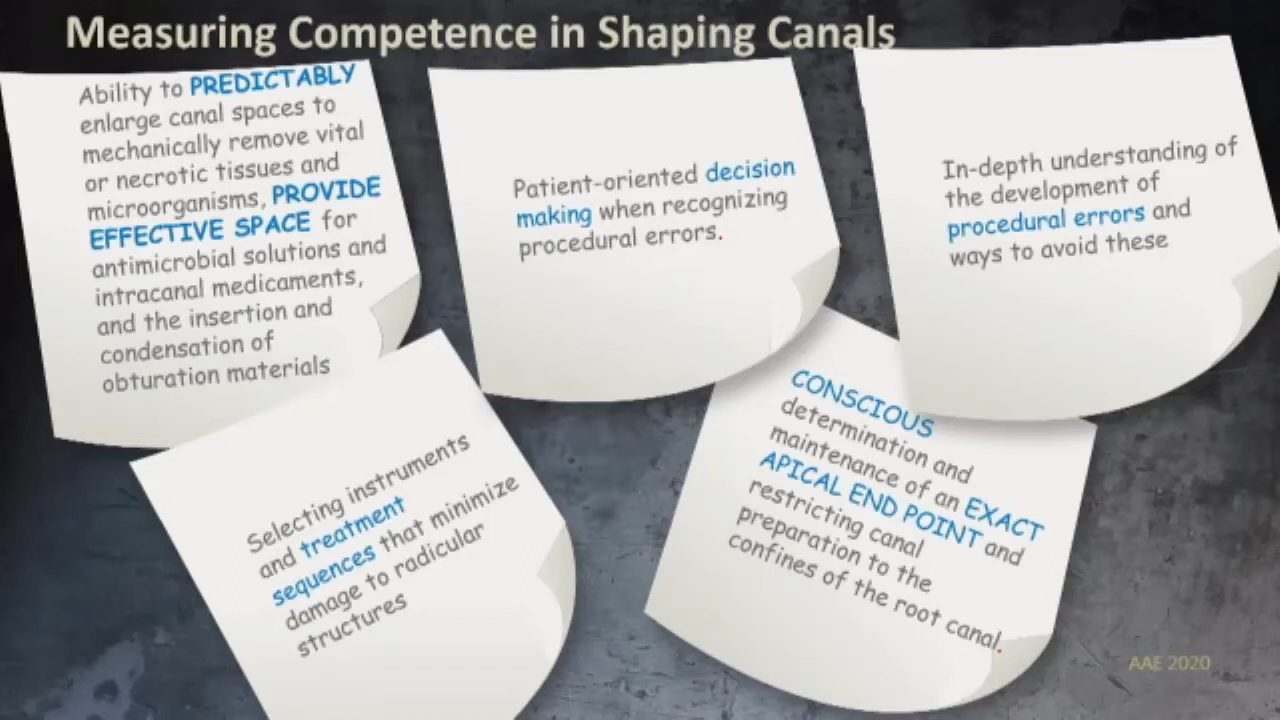 Measuring Competence in Shaping Canals
Ability to PREDICTABLY
enlarge canal spaces to
mechanically remove vital
or necrotic tissues and
microorganisms, PROVIDE
EFFECTIVE SPACE for
antimicrobial solutions and
intracanal medicaments,
and the insertion and
condensation of
obturation materials
Patient-oriented decision
making when recognizing
procedural errors.
In-depth understanding of
the development of
procedural errors and
ways to avoid these
Selecting instruments
and treatment
sequences that minimize
damage to radicular
structures
CONSCIOUS
determination and
maintenance of an EXACT
APICAL END POINT and
restricting canal
preparation to the
confines of the root canal.
AAE 2020